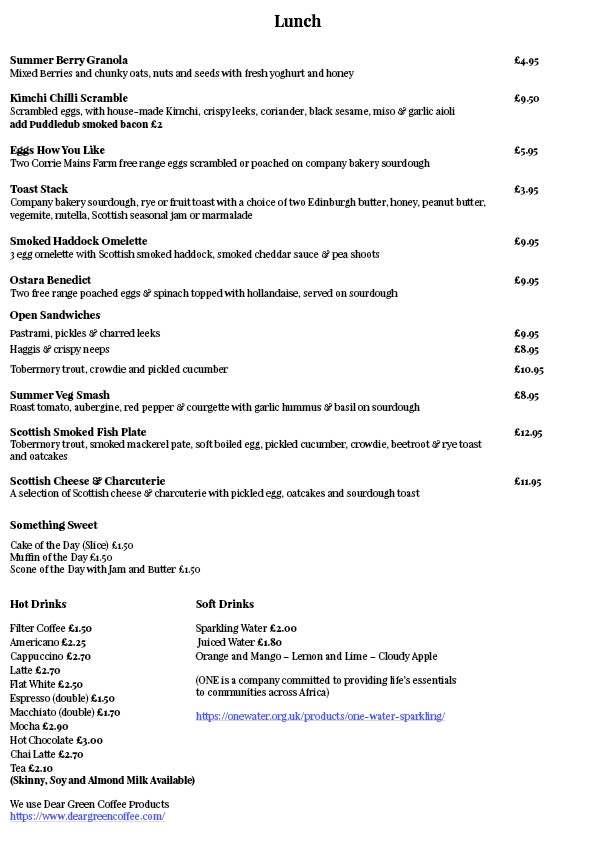 Lunch
Summer Berry Granola £4.95
Mixed Berries and chunky oats, nuts and seeds with fresh yoghurt and honey
Kimchi Chilli Scramble £9.50
Scrambled eggs, with house-made Kimchi, crispy leeks, coriander, black sesame, miso & garlic aioli
add Puddledub smoked bacon £2
Eggs How You Like £5.95
Two Corrie Mains Farm free range eggs scrambled or poached on company bakery sourdough
Toast Stack £3.95
Company bakery sourdough, rye or fruit toast with a choice of two Edinburgh butter, honey, peanut butter,
vegemite, nutella, Scottish seasonal jam or marmalade
Smoked Haddock Omelette £9.95
3 egg omelette with Scottish smoked haddock, smoked cheddar sauce & pea shoots
Ostara Benedict £9.95
Two free range poached eggs & spinach topped with hollandaise, served on sourdough
Open Sandwiches
Pastrami, pickles & charred leeks £9.95
Haggis & crispy neeps £8.95
Tobermory trout, crowdie and pickled cucumber £10.95
Summer Veg Smash £8.95
Roast tomato, aubergine, red pepper & courgette with garlic hummus & basil on sourdough
Scottish Smoked Fish Plate £12.95
Tobermory trout, smoked mackerel pate, soft boiled egg, pickled cucumber, crowdie, beetroot & rye toast
and oatcakes
Scottish Cheese & Charcuterie £11.95
A selection of Scottish cheese & charcuterie with pickled egg, oatcakes and sourdough toast
Something Sweet
Cake of the Day (Slice) £1.50
Muffin of the Day £1.50
Scone of the Day with Jam and Butter £1.50
Hot Drinks
Filter Coffee £1.50
Americano £2.25
Cappuccino £2.70
Latte £2.70
Flat White £2.50
Espresso (double) £1.50
Macchiato (double) £1.70
Mocha £2.90
Hot Chocolate £3.00
Chai Latte £2.70
Tea £2.10
(Skinny, Soy and Almond Milk Available)
We use Dear Green Coffee Products
https://www.deargreencoffee.com/
Soft Drinks
Sparkling Water £2.00
Juiced Water £1.80
Orange and Mango – Lemon and Lime – Cloudy Apple
(ONE is a company committed to providing life's essentials
to communities across Africa)
https://onewater.org.uk/products/one-water-sparkling/